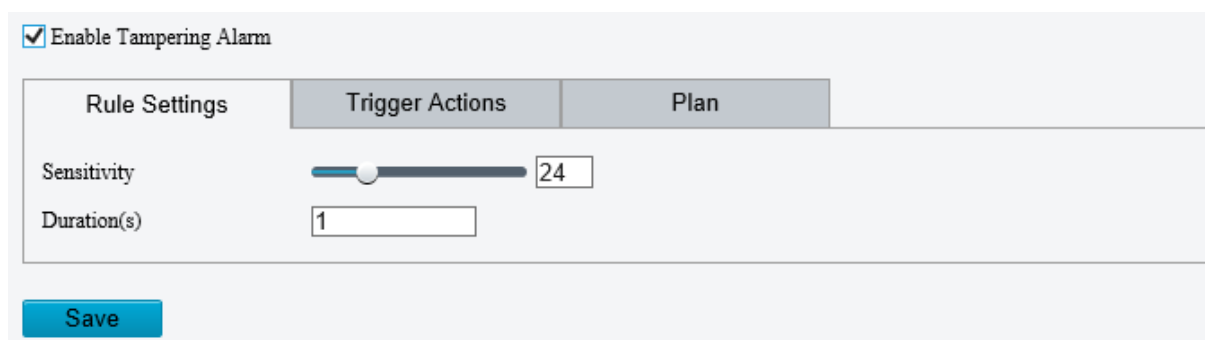 Enable Tampering Alarm
Rule Settings Trigger Actions Plan
Sensitivity 24
Duration(s) 1
Save